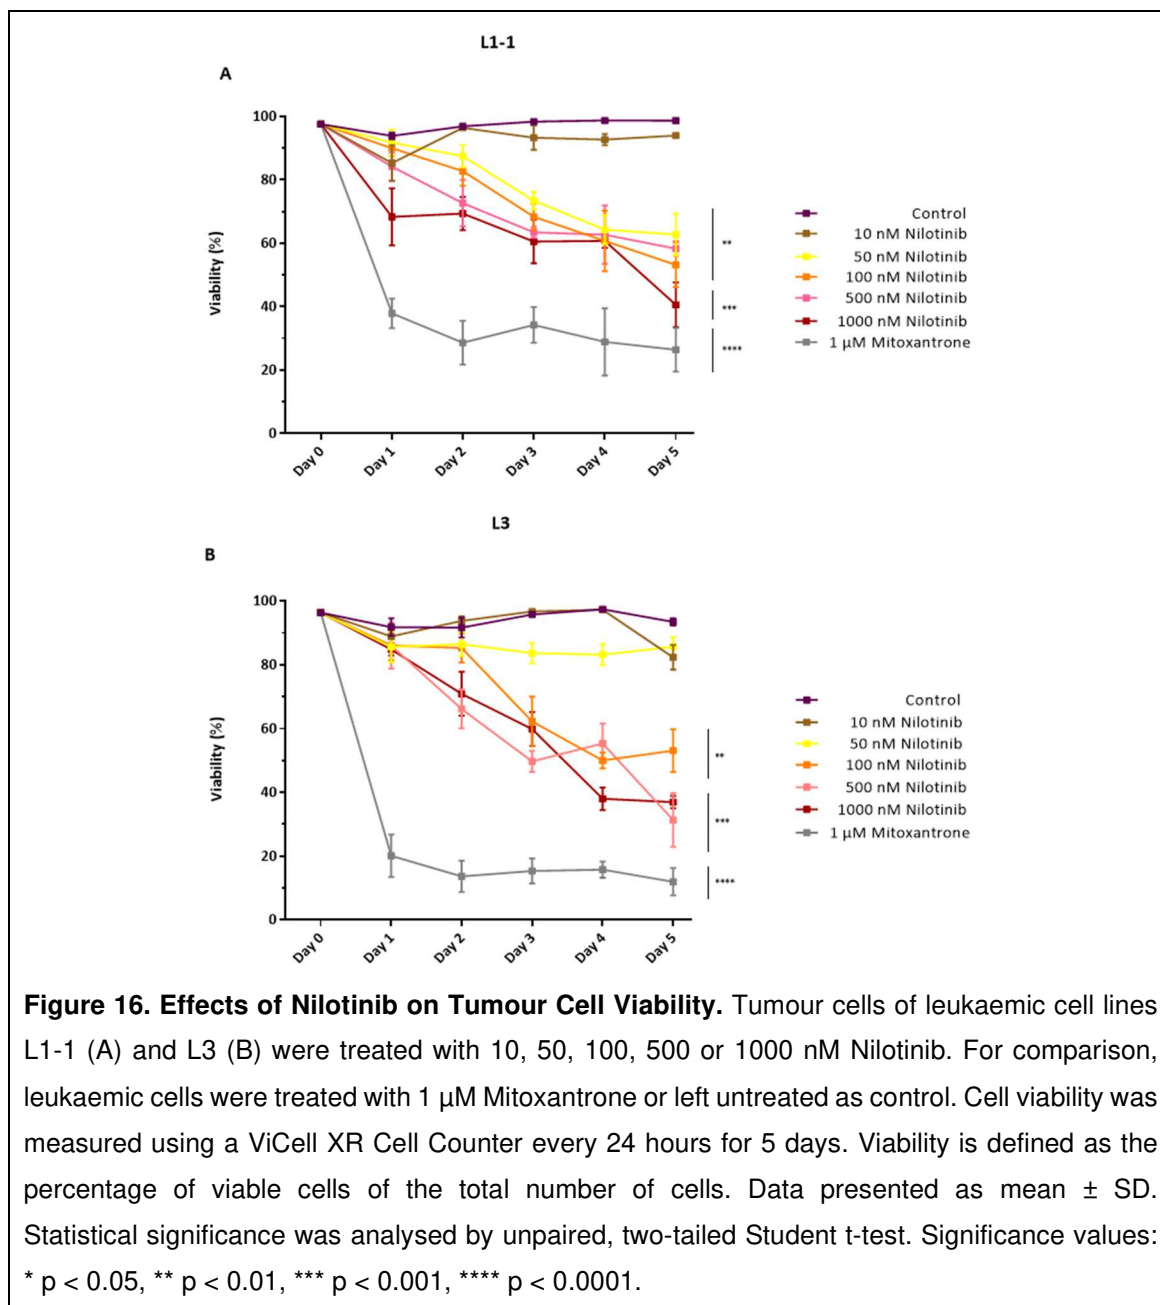 L1-1
A
100
80
60
40
20
0
Viability (%)
Day 0
Day 1
Day 2
Day 3
Day 4
Day 5
**
***
****
Control
10 nM Nilotinib
50 nM Nilotinib
100 nM Nilotinib
500 nM Nilotinib
1000 nM Nilotinib
1 µM Mitoxantrone
L3
B
100
80
60
40
20
0
Viability (%)
Day 0
Day 1
Day 2
Day 3
Day 4
Day 5
**
***
****
Control
10 nM Nilotinib
50 nM Nilotinib
100 nM Nilotinib
500 nM Nilotinib
1000 nM Nilotinib
1 µM Mitoxantrone
Figure 16. Effects of Nilotinib on Tumour Cell Viability. Tumour cells of leukaemic cell lines
L1-1 (A) and L3 (B) were treated with 10, 50, 100, 500 or 1000 nM Nilotinib. For comparison,
leukaemic cells were treated with 1 µM Mitoxantrone or left untreated as control. Cell viability was
measured using a ViCell XR Cell Counter every 24 hours for 5 days. Viability is defined as the
percentage of viable cells of the total number of cells. Data presented as mean ± SD.
Statistical significance was analysed by unpaired, two-tailed Student t-test. Significance values:
* p < 0.05, ** p < 0.01, *** p < 0.001, **** p < 0.0001.